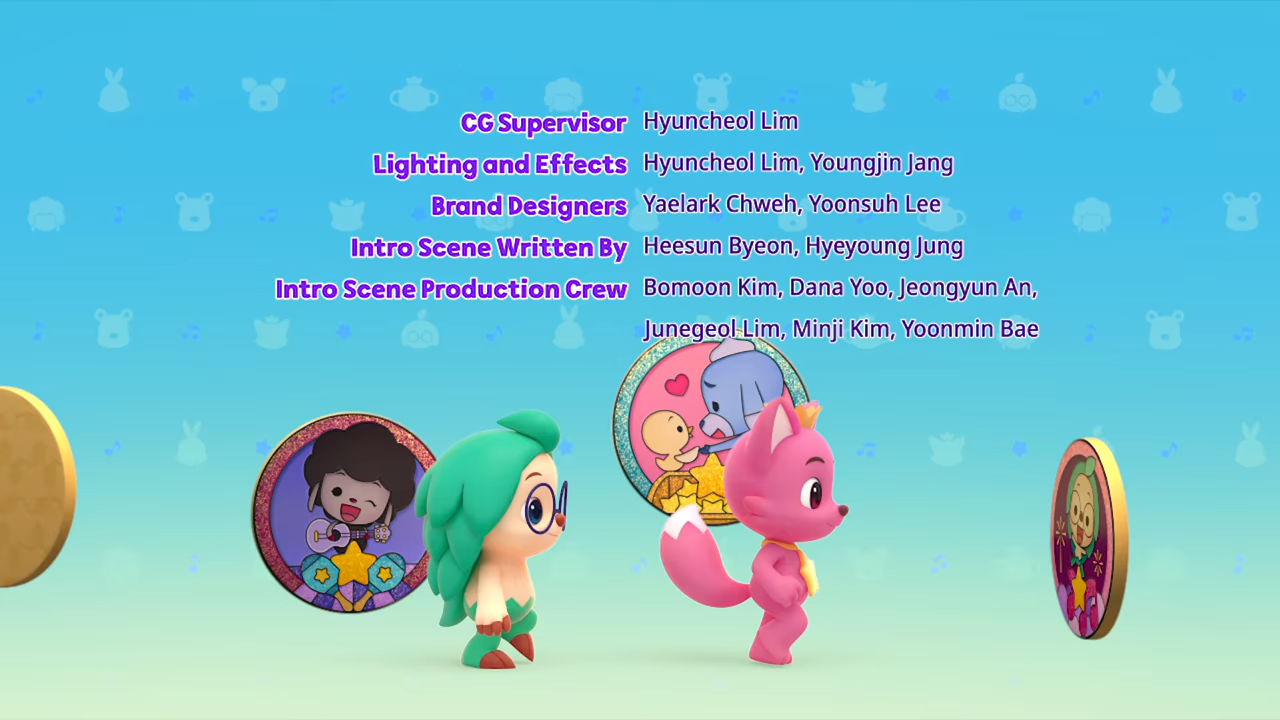 CG Supervisor Hyuncheol Lim
Lighting and Effects Hyuncheol Lim, Youngjin Jang
Brand Designers Yaelark Chweh, Yoonsuh Lee
Intro Scene Written By Heesun Byeon, Hyeyoung Jung
Intro Scene Production Crew Bomoon Kim, Dana Yoo, Jeongyun An,
Junegeol Lim, Minji Kim, Yoonmin Bae